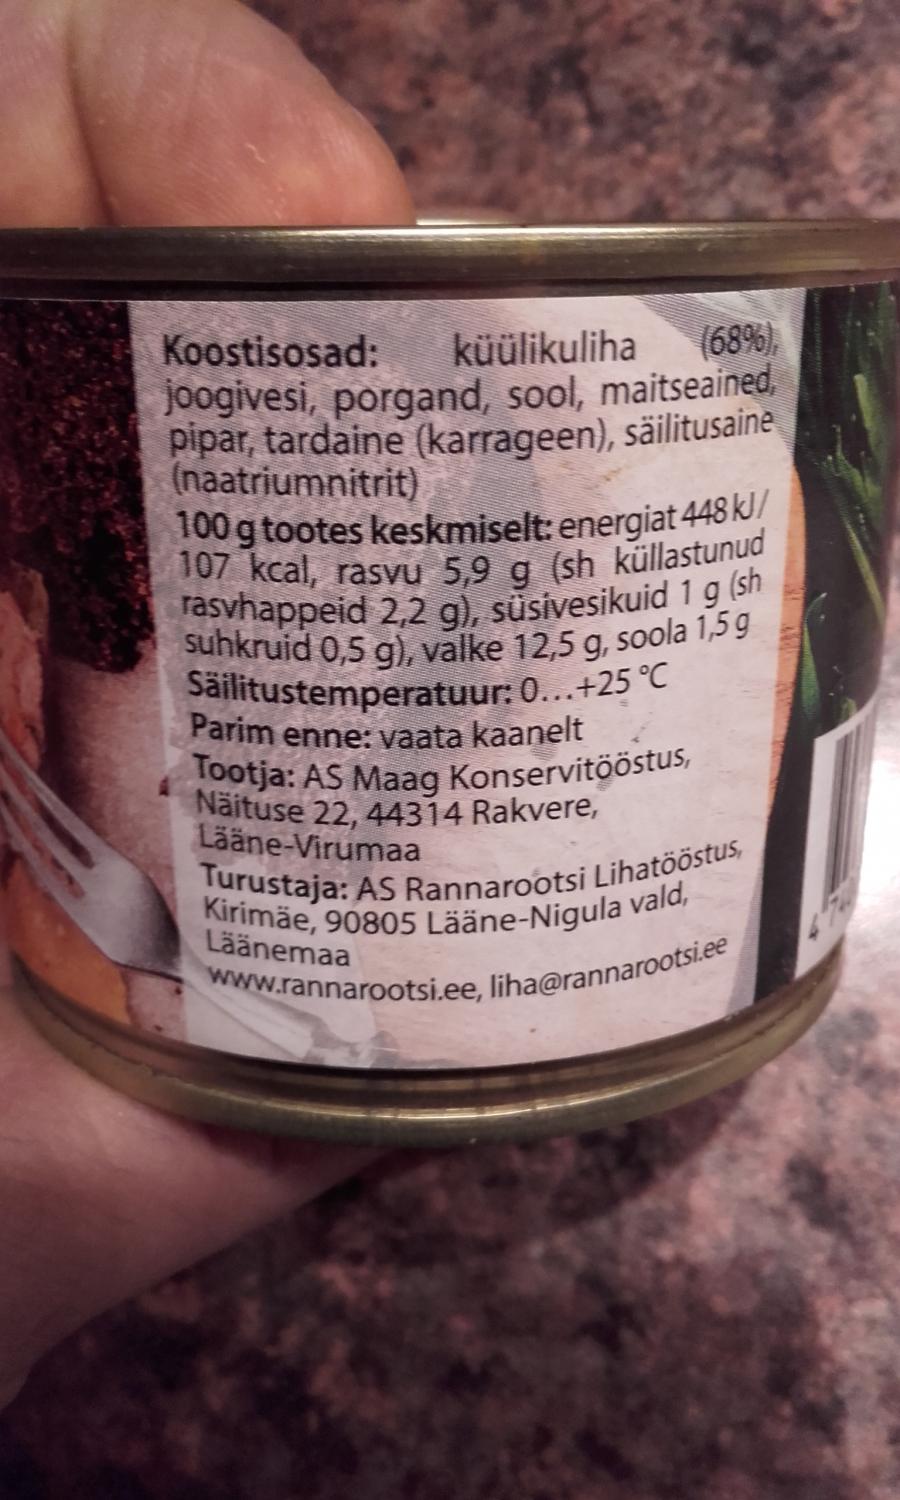 Koostisosad: küülikuliha (68%),
joogivesi, porgand, sool, maitseained,
pipar, tardaine (karrageen), säilitusaine
(naatriumnitrit)
100 g tootes keskmiselt: energiat 448 kJ/
107 kcal, rasvu 5,9 g (sh küllastunud
rasvhappeid 2,2 g), süsivesikuid 1 g (sh
suhkruid 0,5 g), valke 12,5 g, soola 1,5 g
Säilitustemperatuur: 0...+25 °C
Parim enne: vaata kaanelt
Tootja: AS Maag Konservitööstus,
Näituse 22, 44314 Rakvere,
Lääne-Virumaa
Turustaja: AS Rannarootsi Lihatööstus,
Kirimäe, 90805 Lääne-Nigula vald,
Läänemaa
www.rannarootsi.ee, liha@rannarootsi.ee